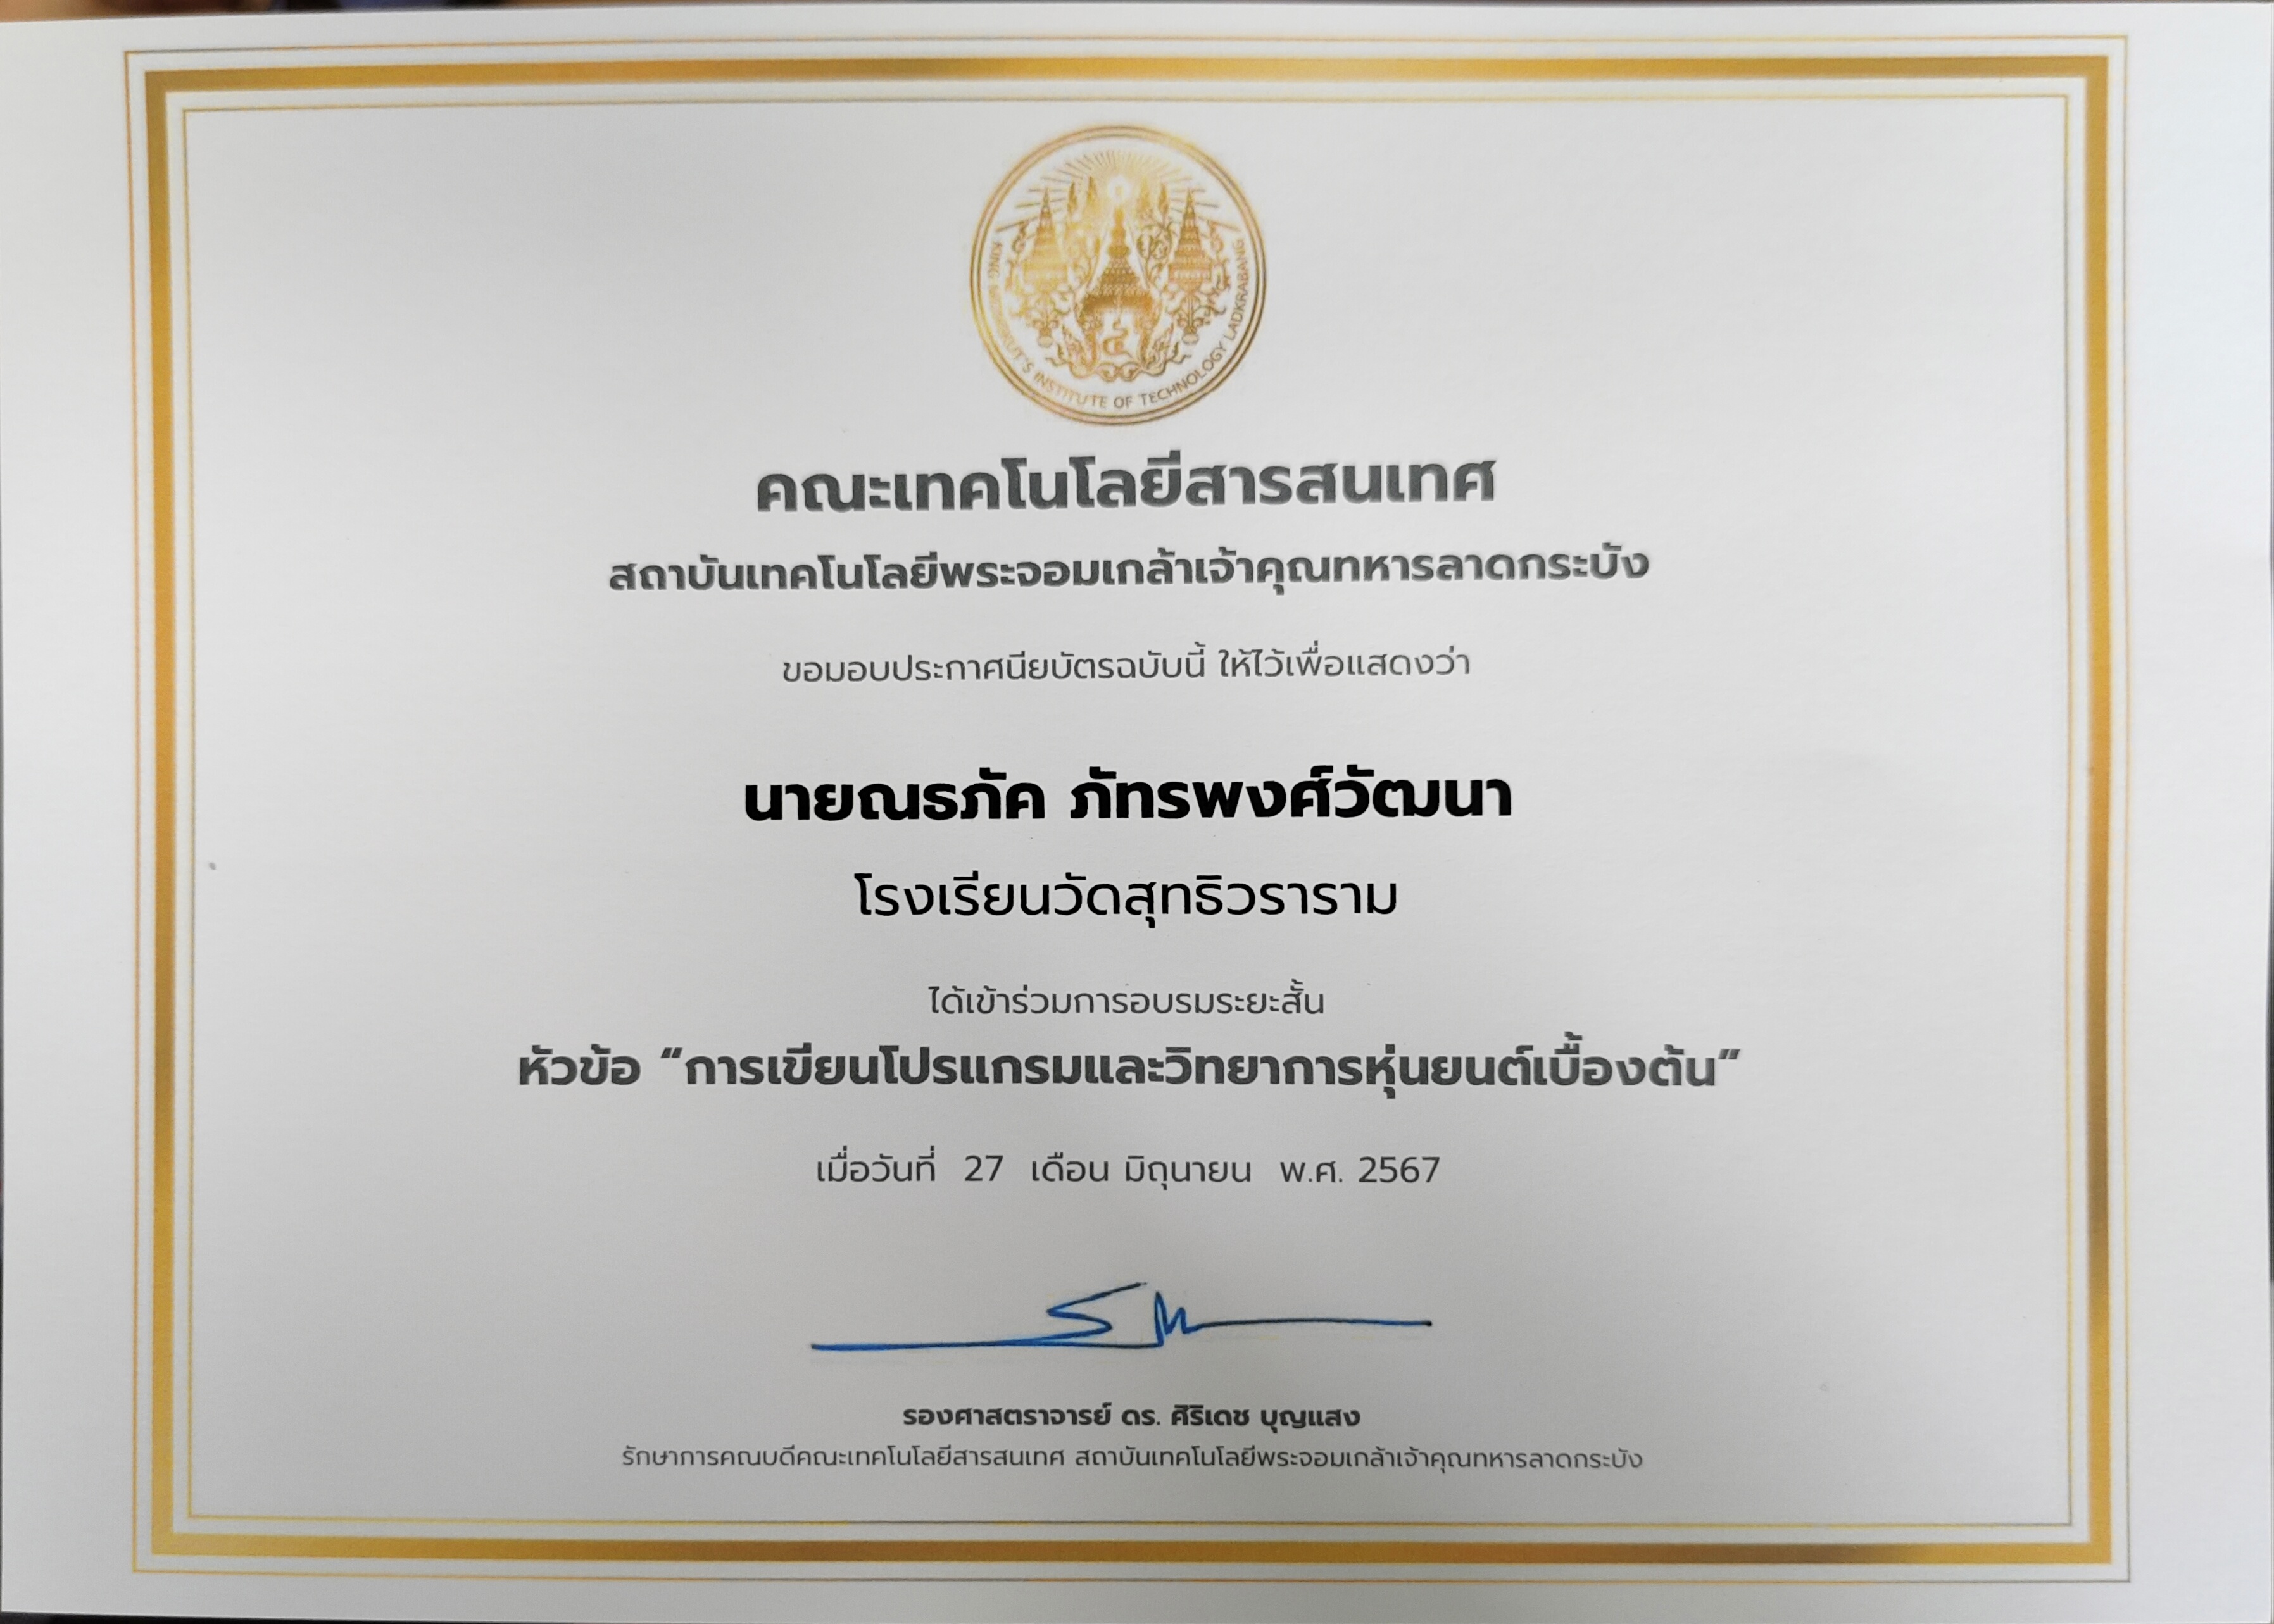 KING MONGKUT'S INSTITUTE OF TECHNOLOGY LADKRABANG
คณะเทคโนโลยีสารสนเทศ
สถาบันเทคโนโลยีพระจอมเกล้าเจ้าคุณทหารลาดกระบัง
ขอมอบประกาศนียบัตรฉบับนี้ ให้ไว้เพื่อแสดงว่า
นายณธภัค ภัทรพงศ์วัฒนา
โรงเรียนวัดสุทธิวราราม
ได้เข้าร่วมการอบรมระยะสั้น
หัวข้อ “การเขียนโปรแกรมและวิทยาการหุ่นยนต์เบื้องต้น”
เมื่อวันที่ 27 เดือน มิถุนายน พ.ศ. 2567
รองศาสตราจารย์ ดร. ศิริเดช บุญแสง
รักษาการคณบดีคณะเทคโนโลยีสารสนเทศ สถาบันเทคโนโลยีพระจอมเกล้าเจ้าคุณทหารลาดกระบัง